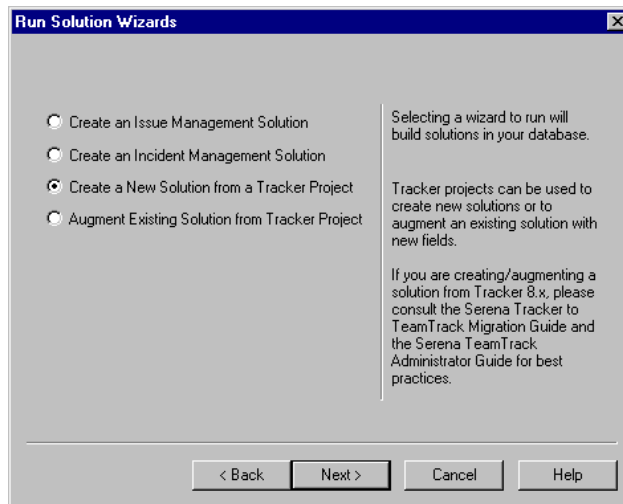 Run Solution Wizards
Create an Issue Management Solution
Create an Incident Management Solution
Create a New Solution from a Tracker Project
Augment Existing Solution from Tracker Project
Selecting a wizard to run will
build solutions in your database.
Tracker projects can be used to
create new solutions or to
augment an existing solution with
new fields.
If you are creating/augmenting a
solution from Tracker 8.x, please
consult the Serena Tracker to
TeamTrack Migration Guide and
the Serena TeamTrack
Administrator Guide for best
practices.
< Back
Next >
Cancel
Help